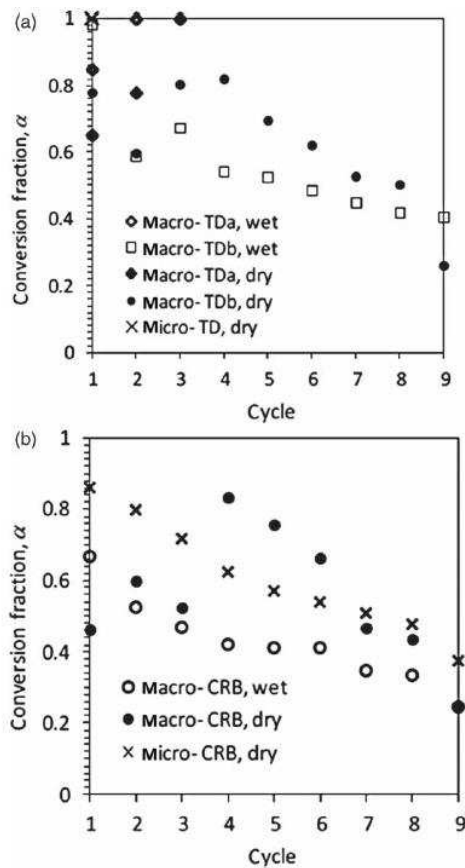 (a)
1
0.8
0.6
0.4
0.2
0
Conversion fraction, α
Macro-TDa, wet
Macro-TDb, wet
Macro-TDa, dry
Macro-TDb, dry
Micro-TD, dry
1 2 3 4 5 6 7 8 9
Cycle
(b)
1
0.8
0.6
0.4
0.2
0
Conversion fraction, α
Macro-CRB, wet
Macro-CRB, dry
Micro-CRB, dry
1 2 3 4 5 6 7 8 9
Cycle